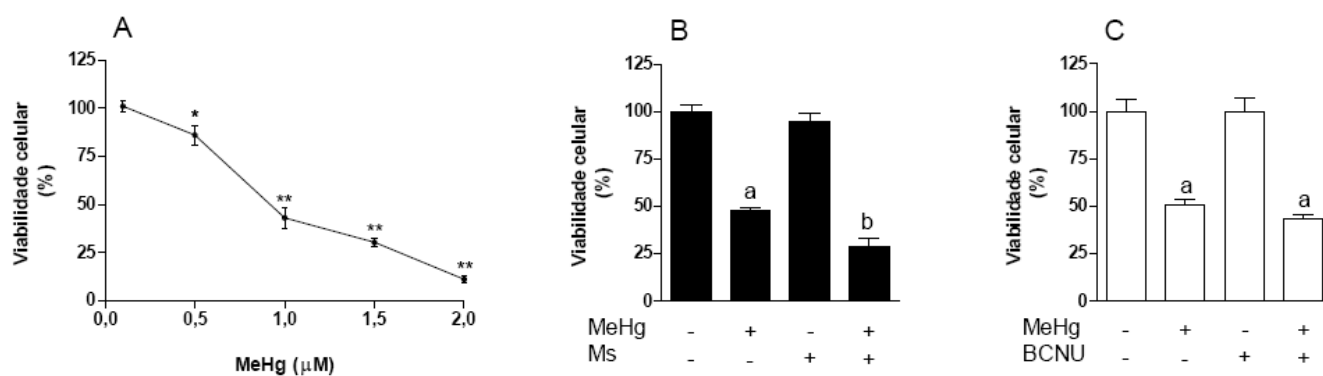 A
Viabilidade celular
(%)
125
100
75
50
25
0
*
**
**
**
0,0 0,5 1,0 1,5 2,0
MeHg (μM)
B
Viabilidade celular
(%)
125
100
75
50
25
0
a
b
MeHg - + - +
Ms - - + +
C
Viabilidade celular
(%)
125
100
75
50
25
0
a
a
MeHg - + - +
BCNU - - + +